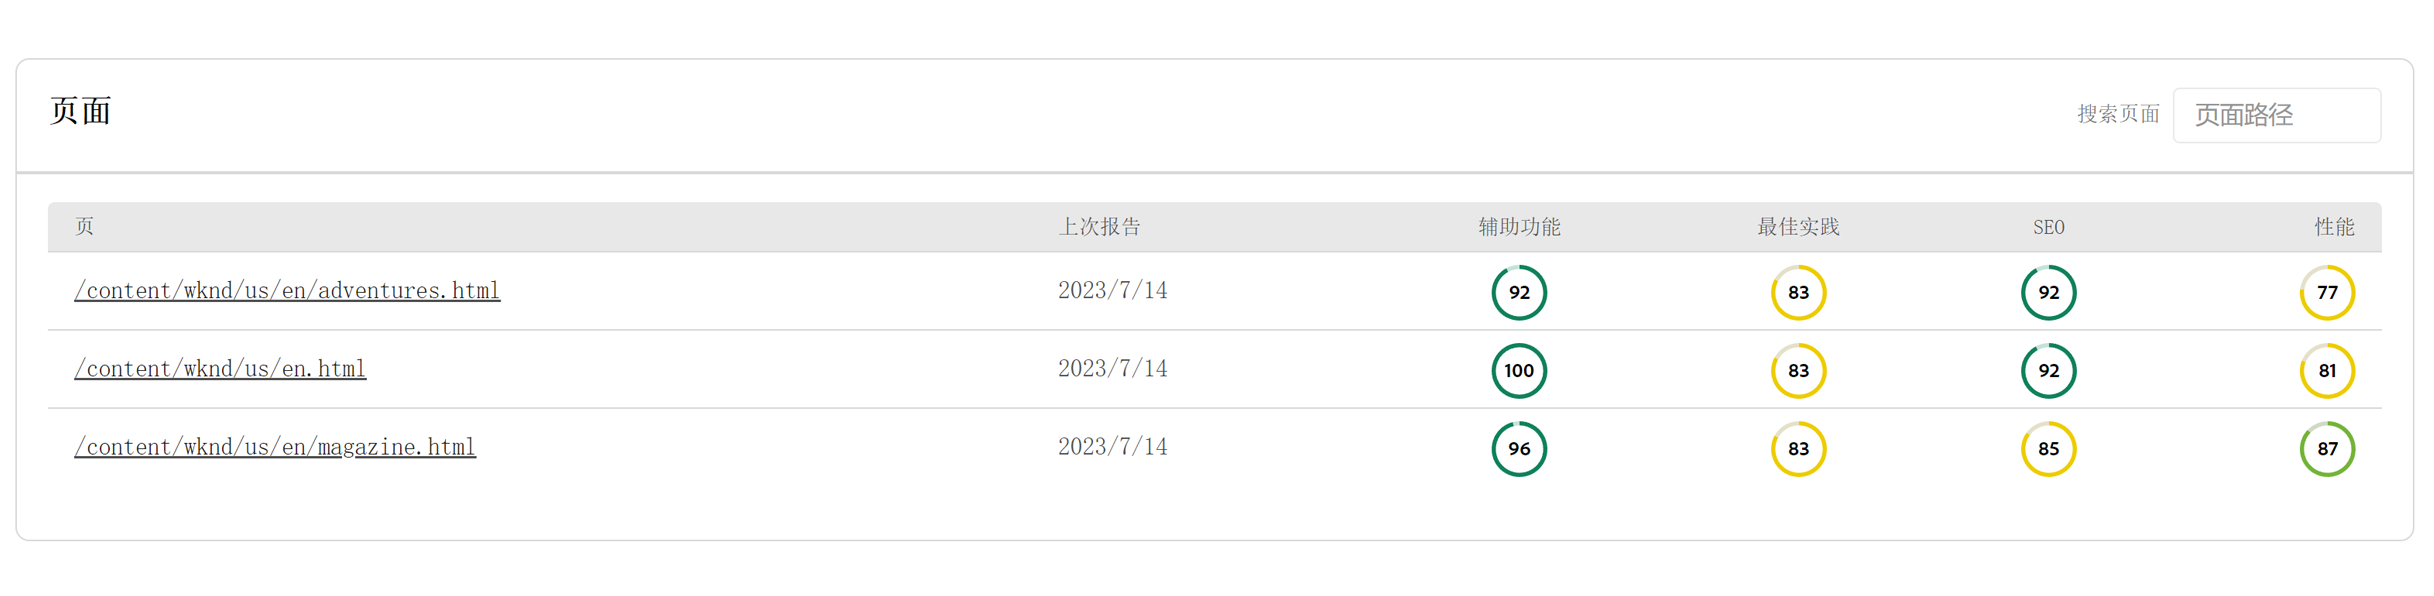 页面
搜索页面 页面路径
页 上次报告 辅助功能 最佳实践 SEO 性能
/content/wknd/us/en/adventures.html 2023/7/14 92 83 92 77
/content/wknd/us/en.html 2023/7/14 100 83 92 81
/content/wknd/us/en/magazine.html 2023/7/14 96 83 85 87